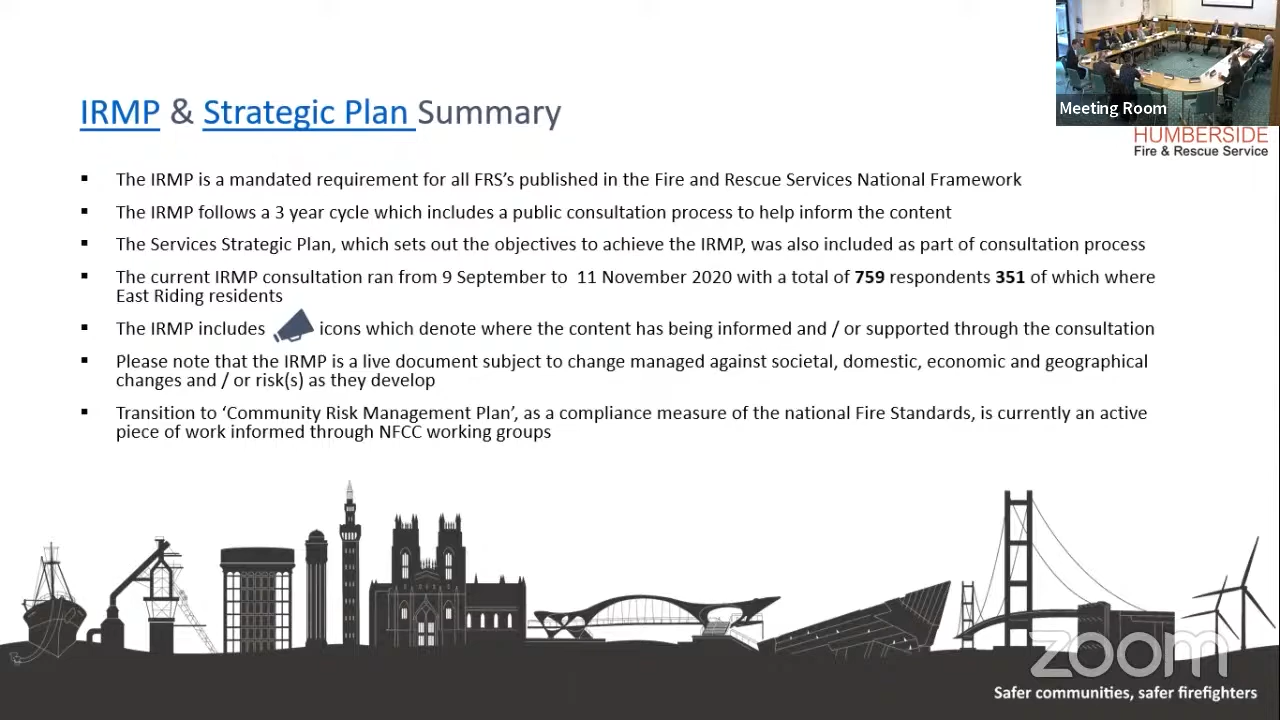 Meeting Room
HUMBERSIDE
Fire & Rescue Service
IRMP & Strategic Plan Summary
▪ The IRMP is a mandated requirement for all FRS's published in the Fire and Rescue Services National Framework
▪ The IRMP follows a 3 year cycle which includes a public consultation process to help inform the content
▪ The Services Strategic Plan, which sets out the objectives to achieve the IRMP, was also included as part of consultation process
▪ The current IRMP consultation ran from 9 September to 11 November 2020 with a total of 759 respondents 351 of which where
East Riding residents
▪ The IRMP includes icons which denote where the content has being informed and / or supported through the consultation
▪ Please note that the IRMP is a live document subject to change managed against societal, domestic, economic and geographical
changes and / or risk(s) as they develop
▪ Transition to 'Community Risk Management Plan', as a compliance measure of the national Fire Standards, is currently an active
piece of work informed through NFCC working groups
zoom
Safer communities, safer firefighters